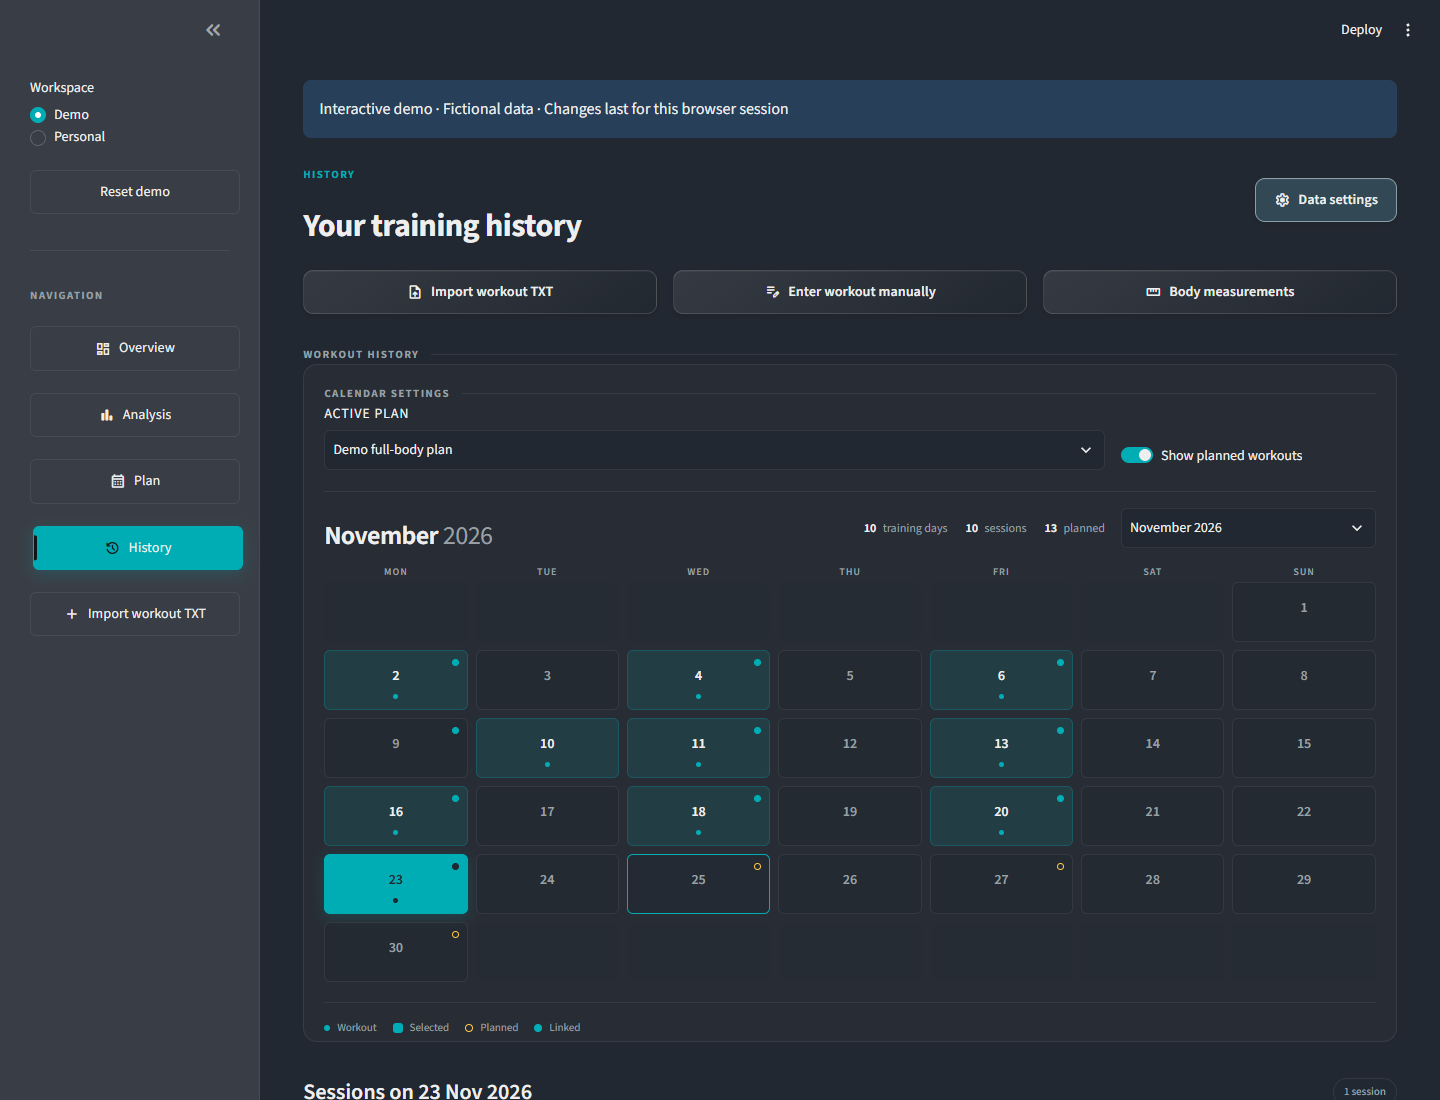 Deploy
Workspace
Demo
Personal
Reset demo
NAVIGATION
Overview
Analysis
Plan
History
Import workout TXT
Interactive demo · Fictional data · Changes last for this browser session
HISTORY
Your training history
Data settings
Import workout TXT
Enter workout manually
Body measurements
WORKOUT HISTORY
CALENDAR SETTINGS
ACTIVE PLAN
Demo full-body plan
Show planned workouts
November 2026
10 training days 10 sessions 13 planned
November 2026
MON TUE WED THU FRI SAT SUN
1
2 3 4 5 6 7 8
9 10 11 12 13 14 15
16 17 18 19 20 21 22
23 24 25 26 27 28 29
30
Workout Selected Planned Linked
Sessions on 23 Nov 2026
1 session